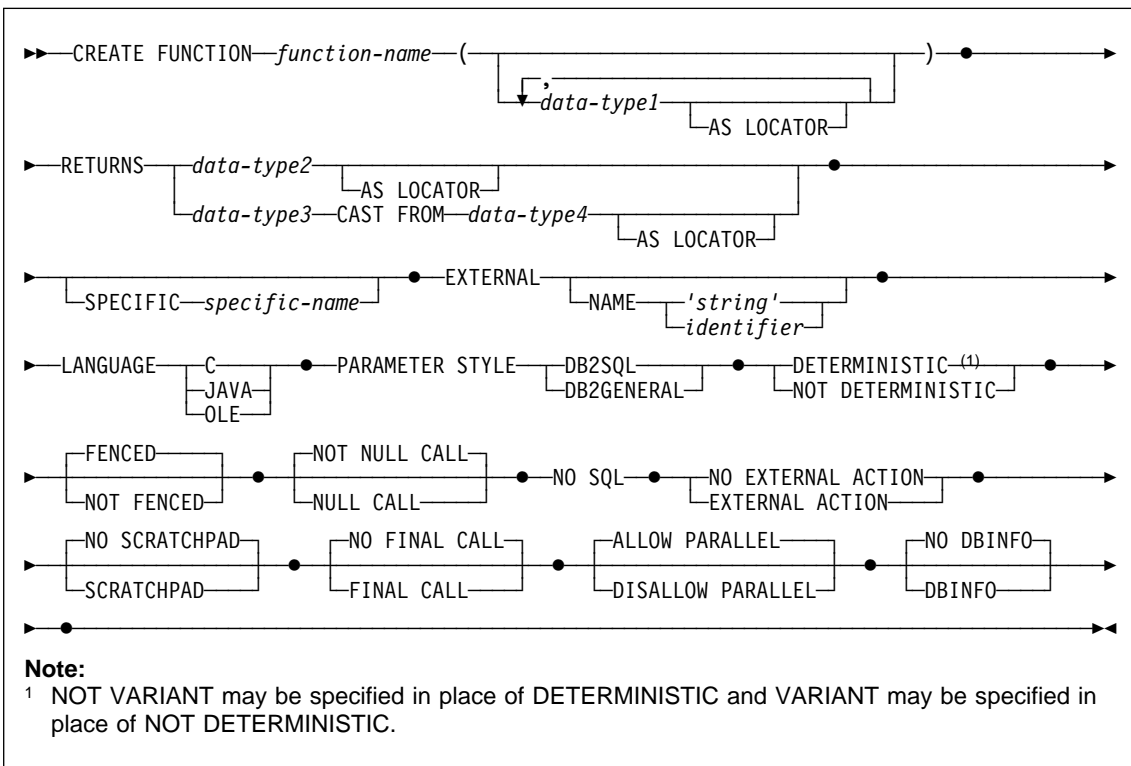 CREATE FUNCTION function-name ( )
,
data-type1
AS LOCATOR
RETURNS data-type2
AS LOCATOR
data-type3 CAST FROM data-type4
AS LOCATOR
SPECIFIC specific-name EXTERNAL
NAME 'string'
identifier
LANGUAGE C PARAMETER STYLE DB2SQL DETERMINISTIC (1)
JAVA DB2GENERAL NOT DETERMINISTIC
OLE
FENCED NOT NULL CALL
NO SQL NO EXTERNAL ACTION
NOT FENCED NULL CALL EXTERNAL ACTION
NO SCRATCHPAD NO FINAL CALL ALLOW PARALLEL NO DBINFO
SCRATCHPAD FINAL CALL DISALLOW PARALLEL DBINFO
Note:
1 NOT VARIANT may be specified in place of DETERMINISTIC and VARIANT may be specified in
place of NOT DETERMINISTIC.